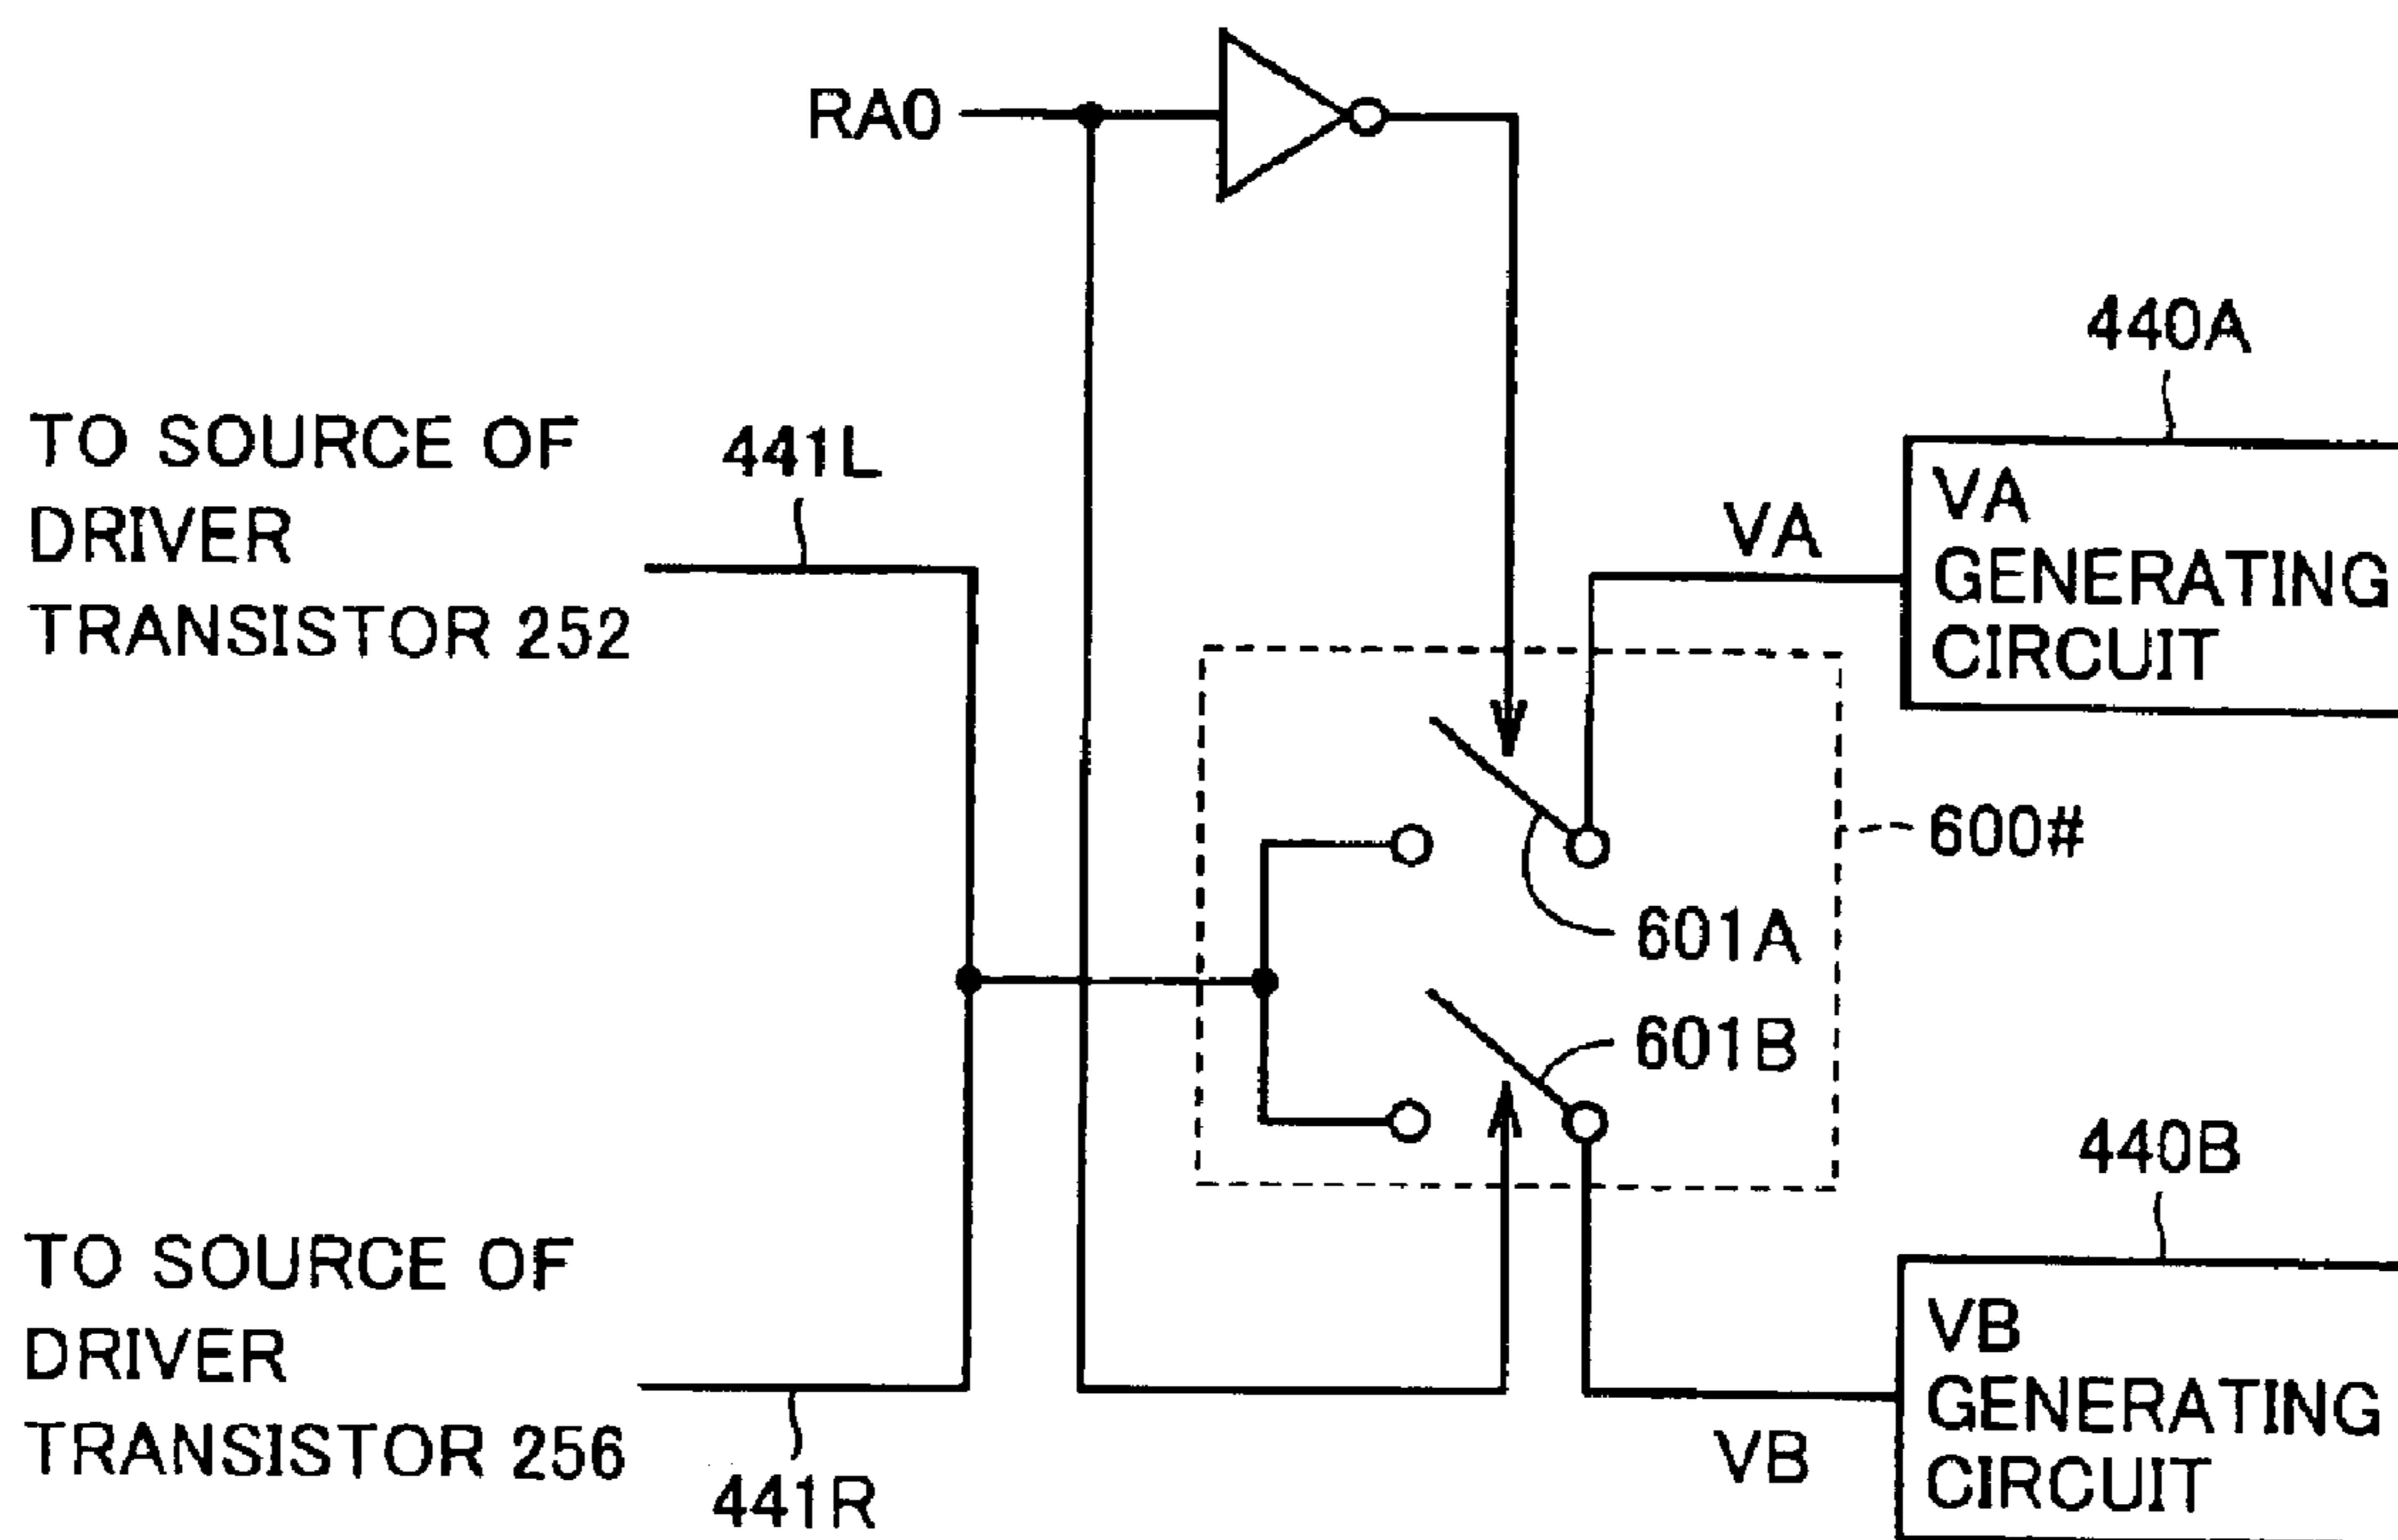 RA0
440A
TO SOURCE OF
DRIVER
TRANSISTOR 252
441L
VA
VA
GENERATING
CIRCUIT
600#
601A
601B
440B
TO SOURCE OF
DRIVER
TRANSISTOR 256
441R
VB
VB
GENERATING
CIRCUIT